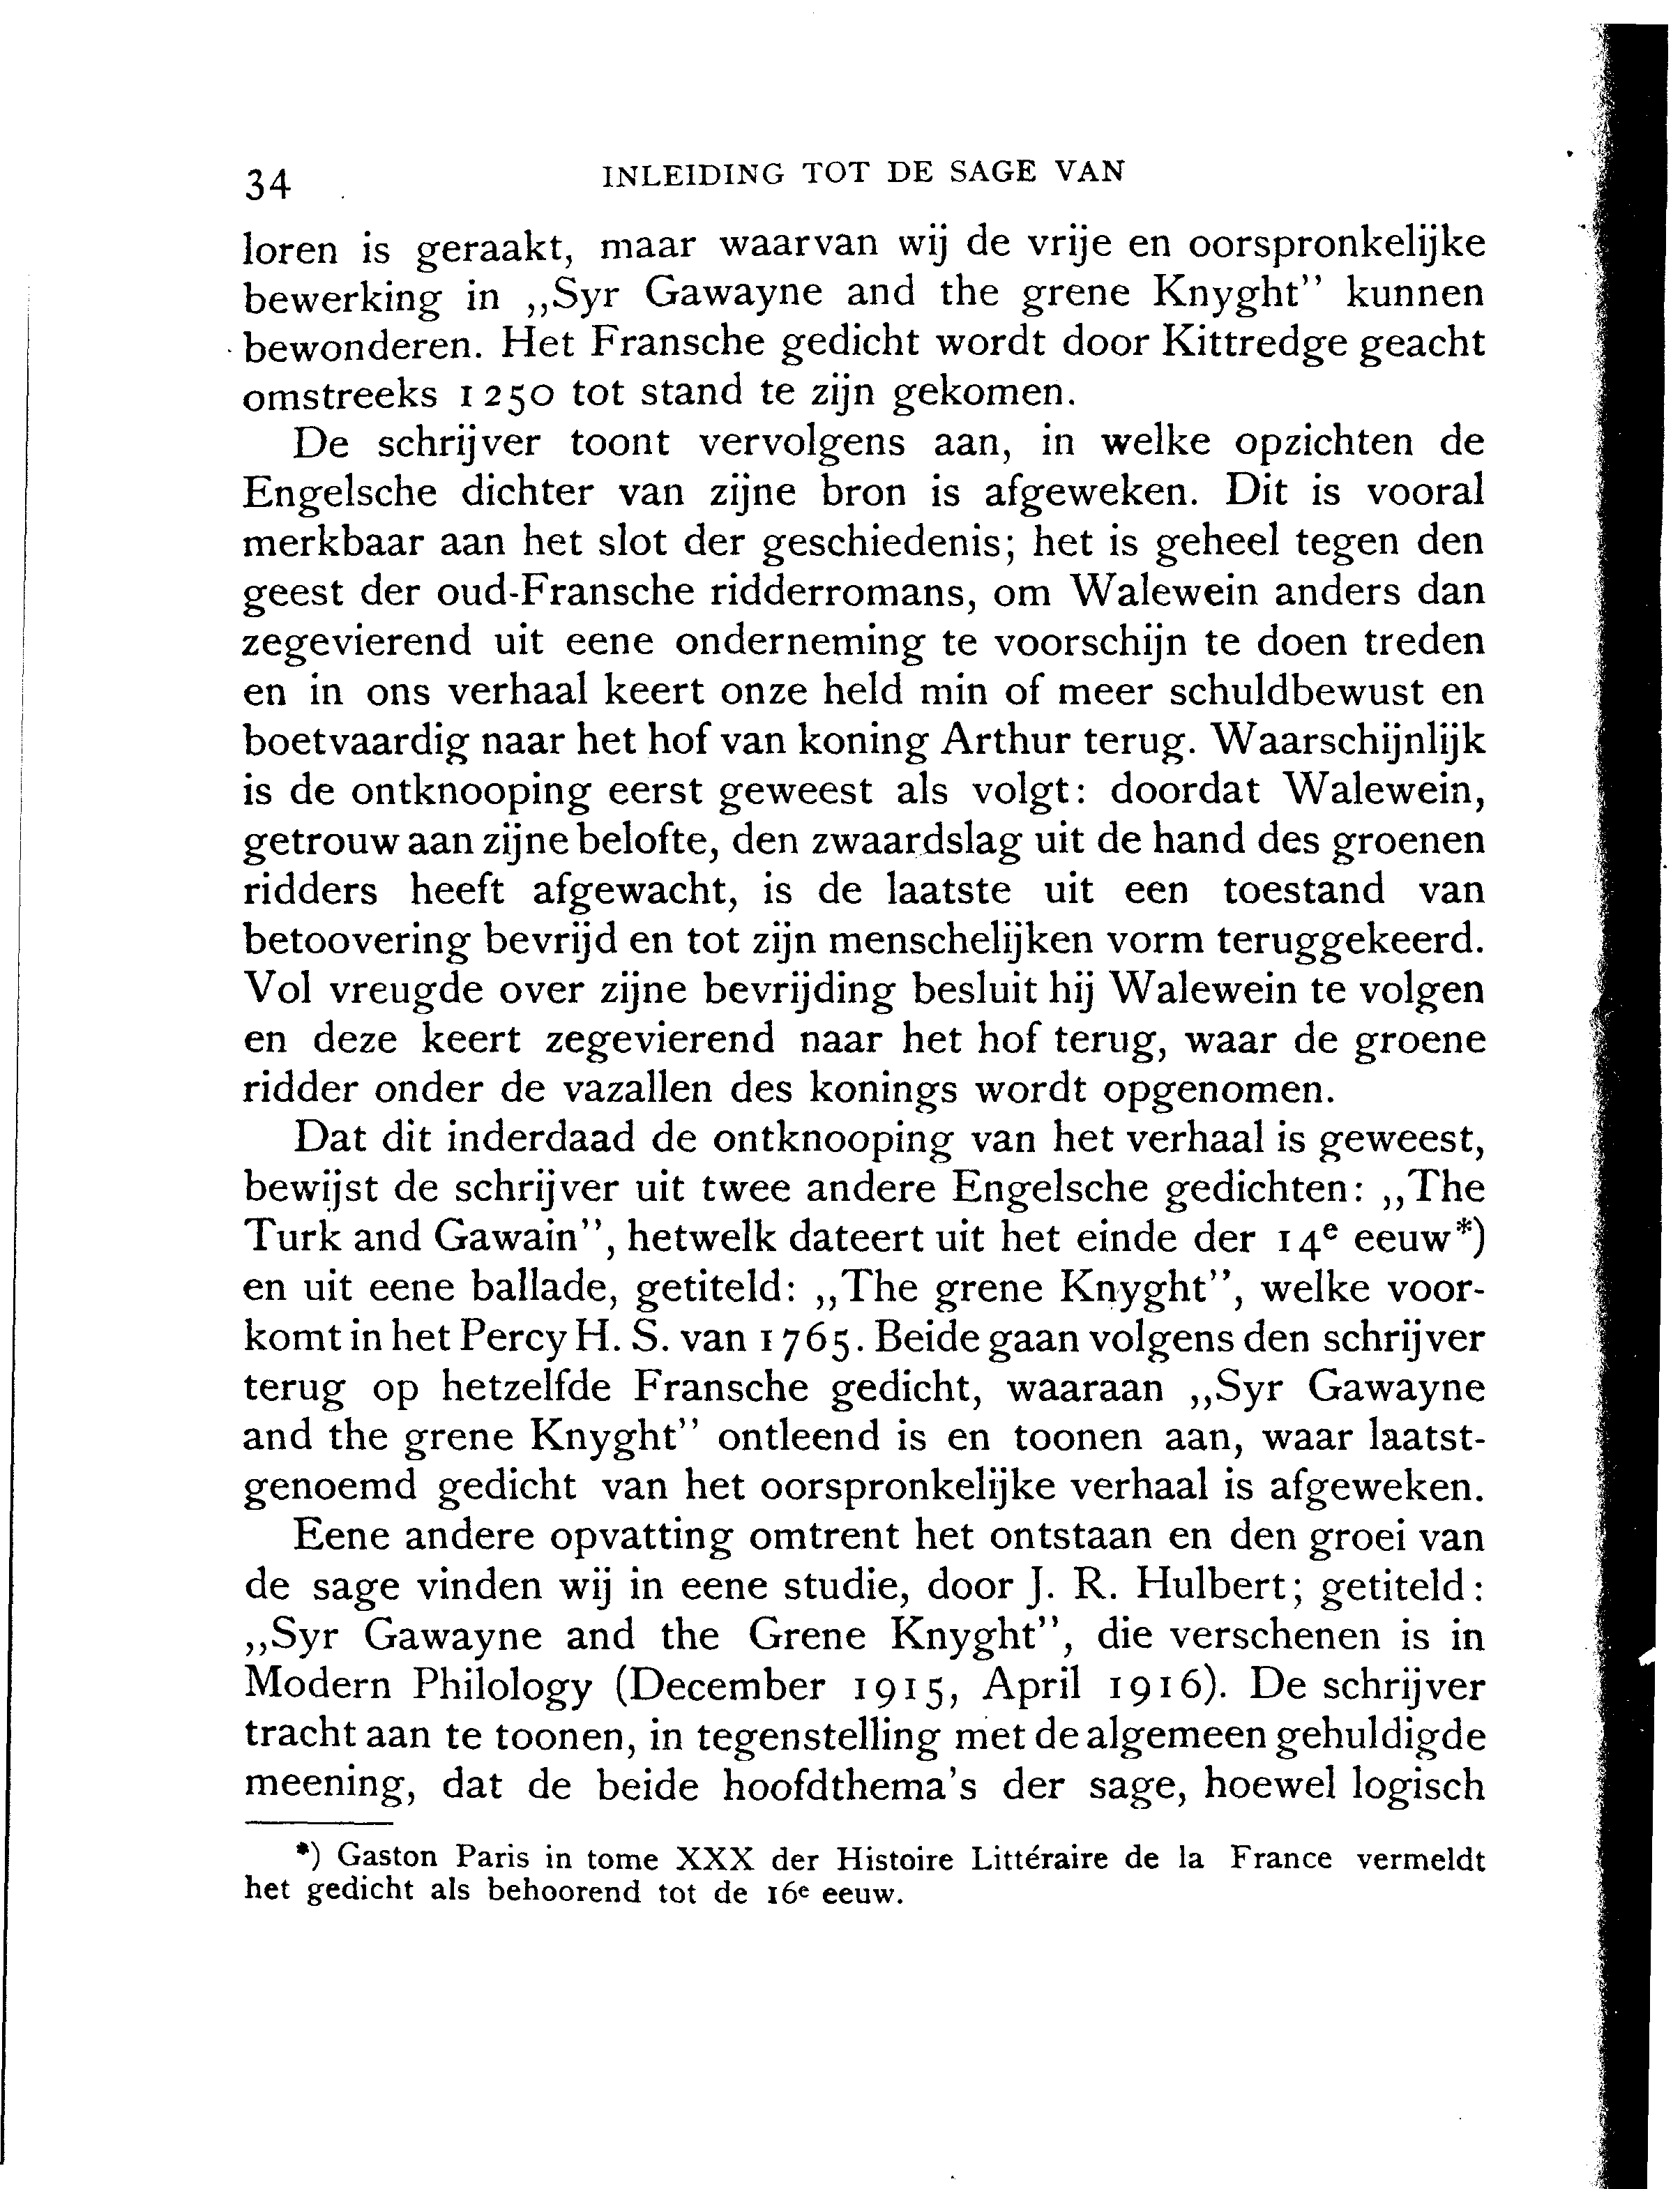 34 INLEIDING TOT DE SAGE VAN
loren is geraakt, maar waarvan wij de vrije en oorspronkelijke
bewerking in ,,Syr Gawayne and the grene Knyght” kunnen
bewonderen. Het Fransche gedicht wordt door Kittredge geacht
omstreeks 1250 tot stand te zijn gekomen.
De schrijver toont vervolgens aan, in welke opzichten de
Engelsche dichter van zijne bron is afgeweken. Dit is vooral
merkbaar aan het slot der geschiedenis; het is geheel tegen den
geest der oud-Fransche ridderromans, om Walewein anders dan
zegevierend uit eene onderneming te voorschijn te doen treden
en in ons verhaal keert onze held min of meer schuldbewust en
boetvaardig naar het hof van koning Arthur terug. Waarschijnlijk
is de ontknooping eerst geweest als volgt: doordat Walewein,
getrouw aan zijne belofte, den zwaardslag uit de hand des groenen
ridders heeft afgewacht, is de laatste uit een toestand van
betoovering bevrijd en tot zijn menschelijken vorm teruggekeerd.
Vol vreugde over zijne bevrijding besluit hij Walewein te volgen
en deze keert zegevierend naar het hof terug, waar de groene
ridder onder de vazallen des konings wordt opgenomen.
Dat dit inderdaad de ontknooping van het verhaal is geweest,
bewijst de schrijver uit twee andere Engelsche gedichten: ,,The
Turk and Gawain”, hetwelk dateert uit het einde der 14e eeuw*)
en uit eene ballade, getiteld: ,,The grene Knyght”, welke voor-
komt in het Percy H. S. van 1765. Beide gaan volgens den schrijver
terug op hetzelfde Fransche gedicht, waaraan ,,Syr Gawayne
and the grene Knyght” ontleend is en toonen aan, waar laatst-
genoemd gedicht van het oorspronkelijke verhaal is afgeweken.
Eene andere opvatting omtrent het ontstaan en den groei van
de sage vinden wij in eene studie, door J. R. Hulbert; getiteld:
,,Syr Gawayne and the Grene Knyght”, die verschenen is in
Modern Philology (December 1915, April 1916). De schrijver
tracht aan te toonen, in tegenstelling met de algemeen gehuldigde
meening, dat de beide hoofdthema's der sage, hoewel logisch
*) Gaston Paris in tome XXX der Histoire Littéraire de la France vermeldt
het gedicht als behoorend tot de 16e eeuw.